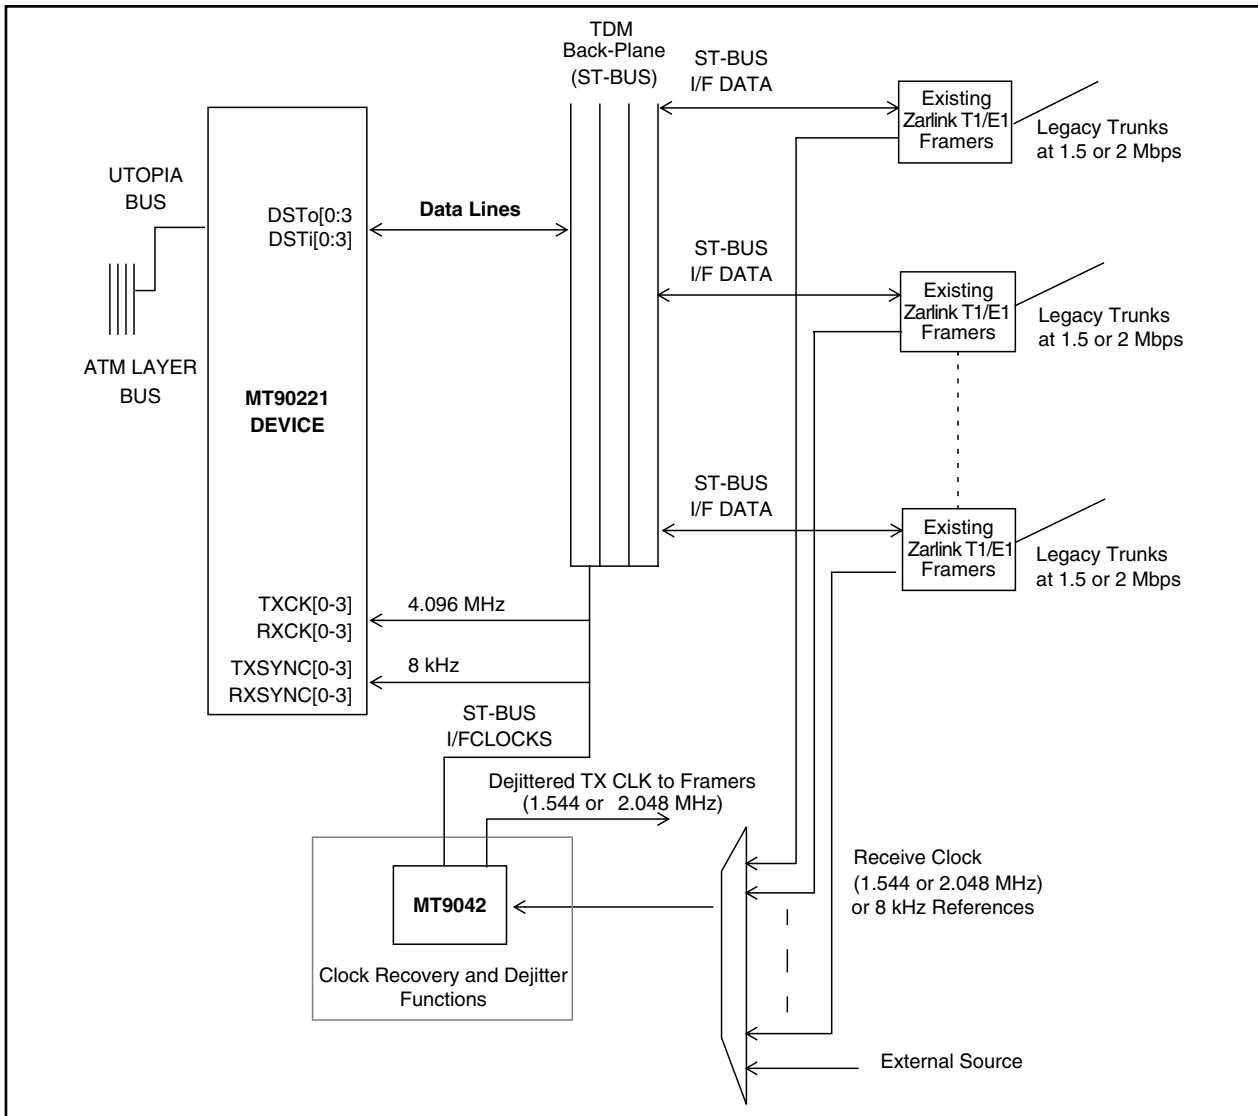 TDM
Back-Plane
(ST-BUS)
ST-BUS
I/F DATA
Existing
Zarlink T1/E1
Framers
Legacy Trunks
at 1.5 or 2 Mbps
UTOPIA
BUS
DSTo[0:3
DSTi[0:3]
Data Lines
ST-BUS
I/F DATA
Existing
Zarlink T1/E1
Framers
Legacy Trunks
at 1.5 or 2 Mbps
ATM LAYER
BUS
MT90221
DEVICE
ST-BUS
I/F DATA
Existing
Zarlink T1/E1
Framers
Legacy Trunks
at 1.5 or 2 Mbps
TXCK[0-3]
RXCK[0-3]
4.096 MHz
TXSYNC[0-3]
RXSYNC[0-3]
8 kHz
ST-BUS
I/FCLOCKS
Dejittered TX CLK to Framers
(1.544 or 2.048 MHz)
MT9042
Clock Recovery and Dejitter
Functions
Receive Clock
(1.544 or 2.048 MHz)
or 8 kHz References
External Source